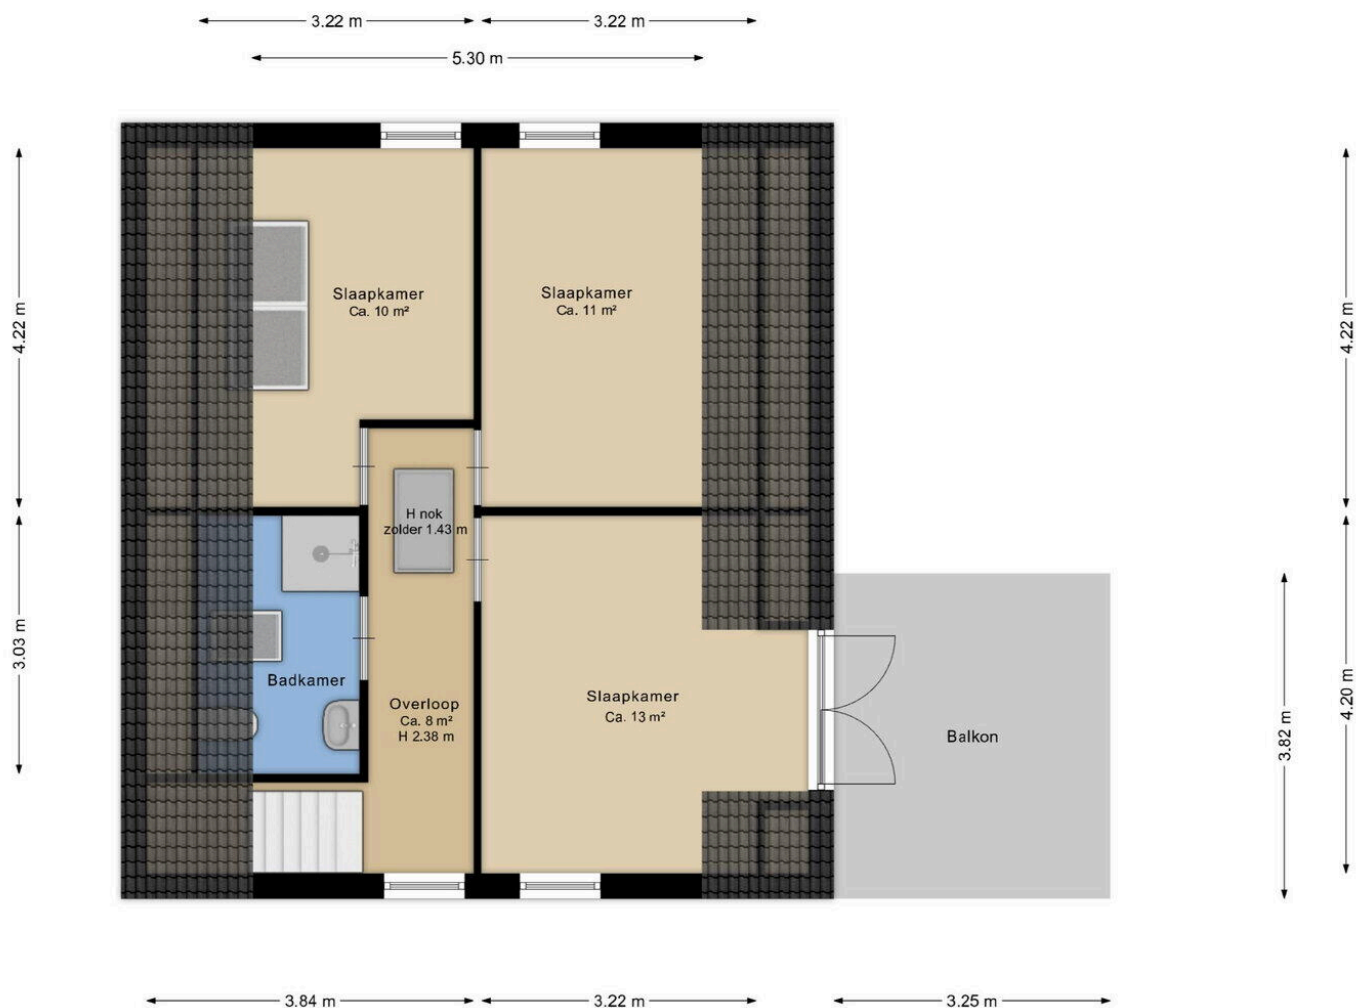 3.22 m
3.22 m
5.30 m
4.22 m
4.22 m
Slaapkamer
Ca. 10 m²
Slaapkamer
Ca. 11 m²
H nok
zolder 1.43 m
3.03 m
Badkamer
Overloop
Ca. 8 m²
H 2.38 m
Slaapkamer
Ca. 13 m²
Balkon
3.82 m
4.20 m
3.84 m
3.22 m
3.25 m